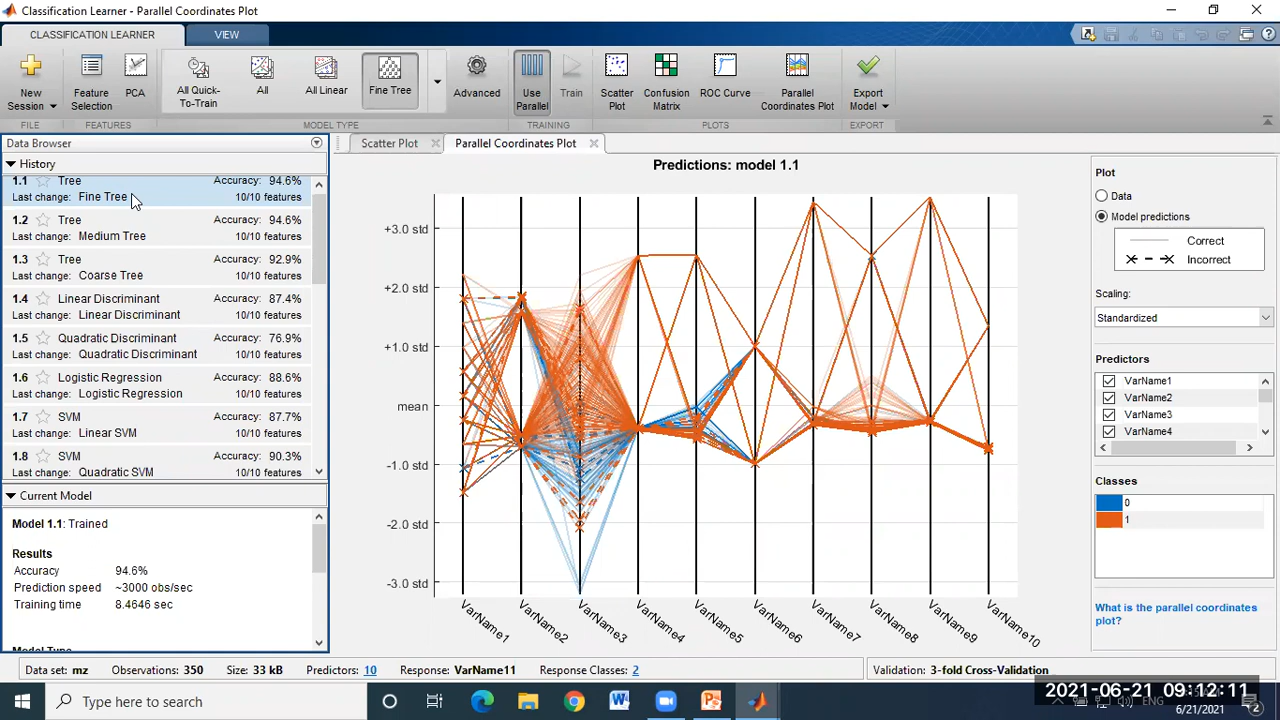 Classification Learner - Parallel Coordinates Plot
CLASSIFICATION LEARNER
VIEW
New Session
Feature Selection
PCA
All Quick-To-Train
All
All Linear
Fine Tree
Advanced
Use Parallel
Train
Scatter Plot
Confusion Matrix
ROC Curve
Parallel Coordinates Plot
Export Model
FILE
FEATURES
MODEL TYPE
TRAINING
PLOTS
EXPORT
Data Browser
History
1.1 Tree Accuracy: 94.6%
Last change: Fine Tree 10/10 features
1.2 Tree Accuracy: 94.6%
Last change: Medium Tree 10/10 features
1.3 Tree Accuracy: 92.9%
Last change: Coarse Tree 10/10 features
1.4 Linear Discriminant Accuracy: 87.4%
Last change: Linear Discriminant 10/10 features
1.5 Quadratic Discriminant Accuracy: 76.9%
Last change: Quadratic Discriminant 10/10 features
1.6 Logistic Regression Accuracy: 88.6%
Last change: Logistic Regression 10/10 features
1.7 SVM Accuracy: 87.7%
Last change: Linear SVM 10/10 features
1.8 SVM Accuracy: 90.3%
Last change: Quadratic SVM 10/10 features
Current Model
Model 1.1: Trained
Results
Accuracy 94.6%
Prediction speed ~3000 obs/sec
Training time 8.4646 sec
Model Type
Scatter Plot
Parallel Coordinates Plot
Predictions: model 1.1
+3.0 std
+2.0 std
+1.0 std
mean
-1.0 std
-2.0 std
-3.0 std
VarName1
VarName2
VarName3
VarName4
VarName5
VarName6
VarName7
VarName8
VarName9
VarName10
Plot
Data
Model predictions
Correct
Incorrect
Scaling:
Standardized
Predictors
VarName1
VarName2
VarName3
VarName4
Classes
0
1
What is the parallel coordinates plot?
Data set: mz Observations: 350 Size: 33 kB Predictors: 10 Response: VarName11 Response Classes: 2
Validation: 3-fold Cross-Validation
Type here to search
2021-06-21 09:12:11
ENG
6/21/2021
2